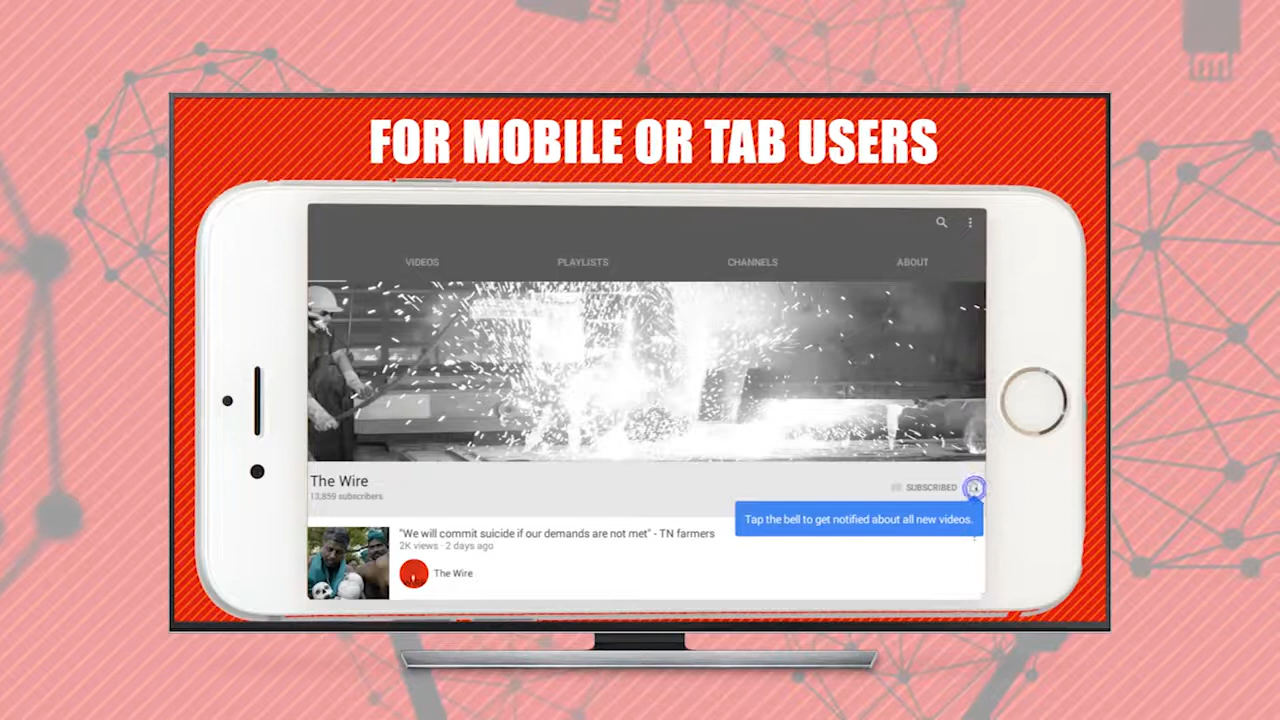 FOR MOBILE OR TAB USERS
VIDEOS PLAYLISTS CHANNELS ABOUT
The Wire
13,859 subscribers
SUBSCRIBED
Tap the bell to get notified about all new videos.
"We will commit suicide if our demands are not met" - TN farmers
2K views · 2 days ago
The Wire